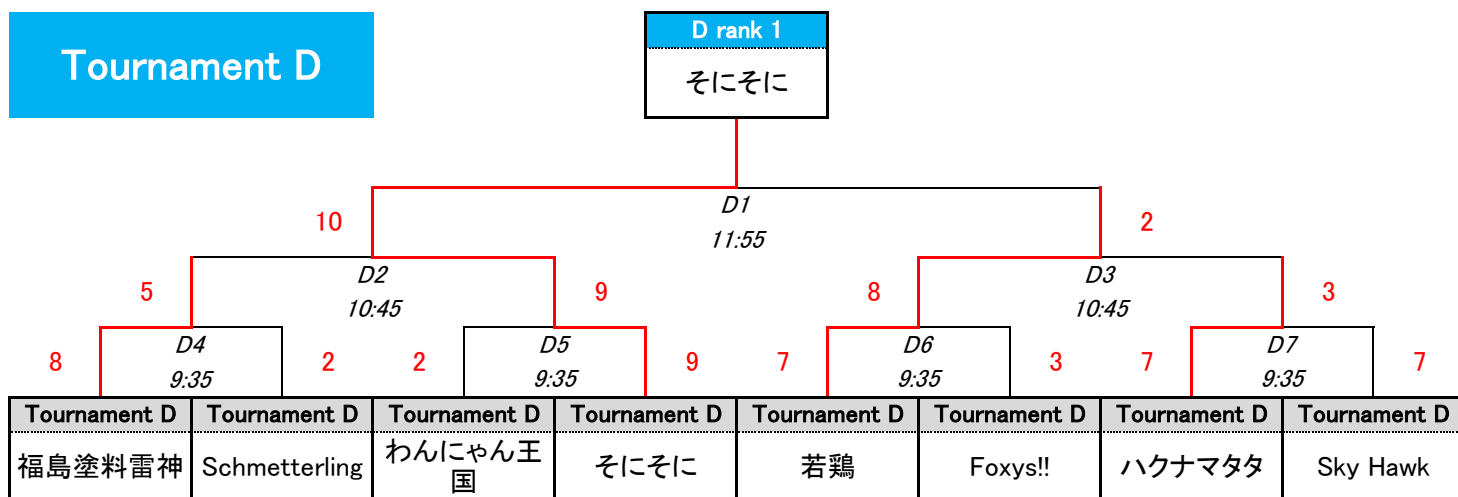 Tournament D
D rank 1
そにそに
D1
11:55
10
2
D2
10:45
D3
10:45
5
9
8
3
D4
9:35
D5
9:35
D6
9:35
D7
9:35
8
2
2
9
7
3
7
7
Tournament D
Tournament D
Tournament D
Tournament D
Tournament D
Tournament D
Tournament D
Tournament D
福島塗料雷神
Schmetterling
わんにゃん王
国
そにそに
若鶏
Foxys!!
ハクナマタタ
Sky Hawk